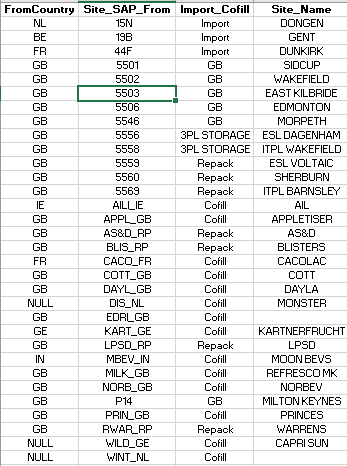 FromCountry Site_SAP_From Import_Cofill Site_Name
NL 15N Import DONGEN
BE 19B Import GENT
FR 44F Import DUNKIRK
GB 5501 GB SIDCUP
GB 5502 GB WAKEFIELD
GB 5503 GB EAST KILBRIDE
GB 5506 GB EDMONTON
GB 5546 GB MORPETH
GB 5556 3PL STORAGE ESL DAGENHAM
GB 5558 3PL STORAGE ITPL WAKEFIELD
GB 5559 Repack ESL VOLTAIC
GB 5560 Repack SHERBURN
GB 5569 Repack ITPL BARNSLEY
IE AILI_IE Cofill AIL
GB APPL_GB Cofill APPLETISER
GB AS&D_RP Repack AS&D
GB BLIS_RP Repack BLISTERS
FR CACO_FR Cofill CACOLAC
GB COTT_GB Cofill COTT
GB DAYL_GB Cofill DAYLA
NULL DIS_NL Cofill MONSTER
GB EDRI_GB Cofill
GE KART_GE Cofill KARTNERFRUCHT
GB LPSD_RP Repack LPSD
IN MBEV_IN Cofill MOON BEVS
GB MILK_GB Cofill REFRESCO MK
GB NORB_GB Cofill NORBEV
GB P14 GB MILTON KEYNES
GB PRIN_GB Cofill PRINCES
GB RWAR_RP Repack WARRENS
NULL WILD_GE Cofill CAPRI SUN
NULL WINT_NL Cofill